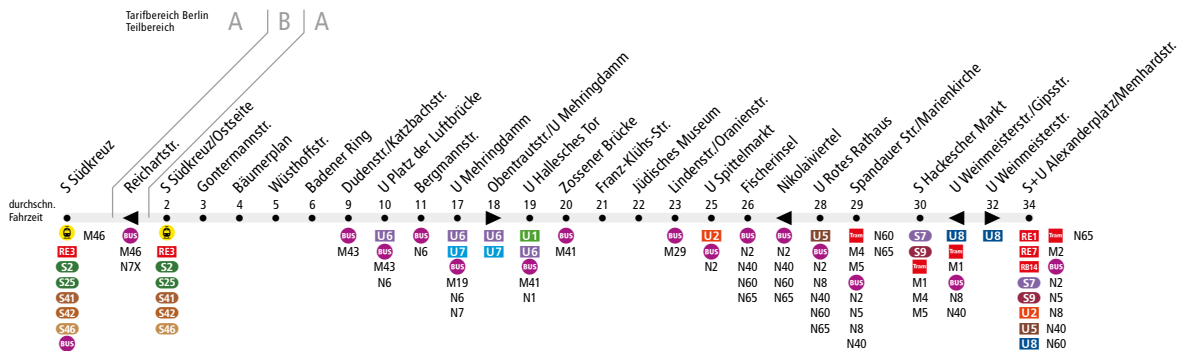 Tarifbereich Berlin
Teilbereich
A B A
S Südkreuz
Reichartstr.
S Südkreuz/Ostseite
Gontermannstr.
Bäumerplan
Wüsthoffstr.
Badener Ring
Dudenstr./Katzbachstr.
U Platz der Luftbrücke
Bergmannstr.
U Mehringdamm
Obentrautstr./U Mehringdamm
U Hallesches Tor
Zossener Brücke
Franz-Klühs-Str.
Jüdisches Museum
Lindenstr./Oranienstr.
U Spittelmarkt
Fischerinsel
Nikolaiviertel
U Rotes Rathaus
Spandauer Str./Marienkirche
S Hackescher Markt
U Weinmeisterstr./Gipsstr.
U Weinmeisterstr.
S+U Alexanderplatz/Memhardstr.
durchschn.
Fahrzeit
2 3 4 5 6 9 10 11 17 18 19 20 21 22 23 25 26 28 29 30 32 34
M46
RE3
S2
S25
S41
S42
S46
BUS
BUS
M46
N7X
RE3
S2
S25
S41
S42
S46
BUS
M43
U6
BUS
M43
N6
BUS
N6
U6
U7
BUS
M19
N6
N7
U6
U7
U1
U6
BUS
M41
N1
BUS
M41
BUS
M29
U2
BUS
N2
BUS
N2
N40
N60
N65
BUS
N2
N40
N60
N65
U5
BUS
N2
N8
N40
N60
N65
Tram
M4
M5
BUS
N2
N5
N8
N40
N60
N65
S7
S9
Tram
M1
M4
M5
U8
Tram
M1
BUS
N8
N40
U8
RE1
RE7
RB14
S7
S9
U2
U5
U8
Tram
M2
BUS
N2
N5
N8
N40
N60
N65